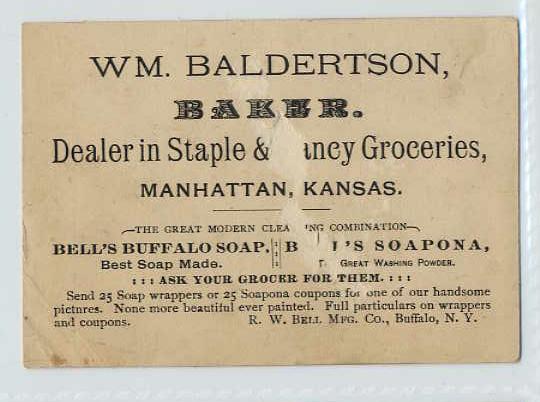 WM. BALDERTSON,
BAKER.
Dealer in Staple & ancy Groceries,
MANHATTAN, KANSAS.
THE GREAT MODERN CLEA NG COMBINATION
BELL'S BUFFALO SOAP, B L'S SOAPONA,
Best Soap Made. T GREAT WASHING POWDER.
: : : ASK YOUR GROCER FOR THEM. : : :
Send 25 Soap wrappers or 25 Soapona coupons for one of our handsome
pictnres. None more beautiful ever painted. Full particulars on wrappers
and coupons. R. W. BELL MFG. Co., Buffalo, N. Y.